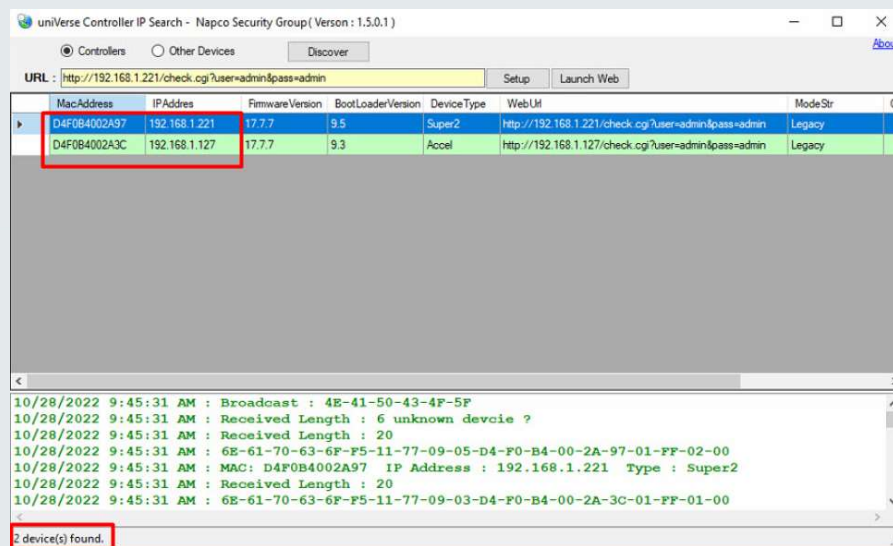 uniVerse Controller IP Search - Napco Security Group ( Verson : 1.5.0.1 )
Controllers Other Devices Discover
URL : http://192.168.1.221/check.cgi?user=admin&pass=admin Setup Launch Web
MacAddress IPAddres FirmwareVersion BootLoaderVersion DeviceType WebUrl ModeStr
D4F0B4002A97 192.168.1.221 17.7.7 9.5 Super2 http://192.168.1.221/check.cgi?user=admin&pass=admin Legacy
D4F0B4002A3C 192.168.1.127 17.7.7 9.3 Accel http://192.168.1.127/check.cgi?user=admin&pass=admin Legacy
10/28/2022 9:45:31 AM : Broadcast : 4E-41-50-43-4F-5F
10/28/2022 9:45:31 AM : Received Length : 6 unknown devcie ?
10/28/2022 9:45:31 AM : Received Length : 20
10/28/2022 9:45:31 AM : 6E-61-70-63-6F-F5-11-77-09-05-D4-F0-B4-00-2A-97-01-FF-02-00
10/28/2022 9:45:31 AM : MAC: D4F0B4002A97 IP Address : 192.168.1.221 Type : Super2
10/28/2022 9:45:31 AM : Received Length : 20
10/28/2022 9:45:31 AM : 6E-61-70-63-6F-F5-11-77-09-03-D4-F0-B4-00-2A-3C-01-FF-01-00
2 device(s) found.